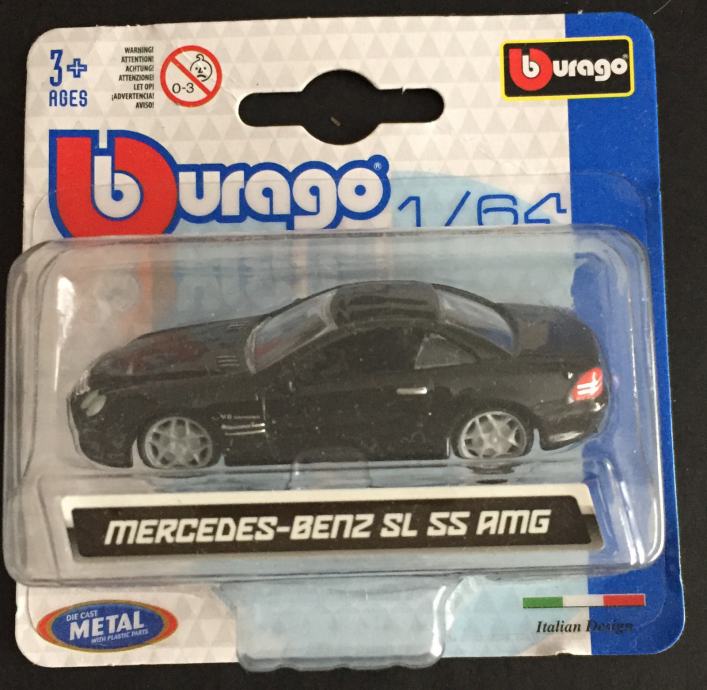 3+
AGES
WARNING!
ATTENTION!
ACHTUNG!
ATTENZIONE!
LET OP!
¡ADVERTENCIA!
AVISO!
0-3
burago
burago®
1/64
MERCEDES-BENZ SL 55 AMG
DIE CAST
METAL
WITH PLASTIC PARTS
Italian Design